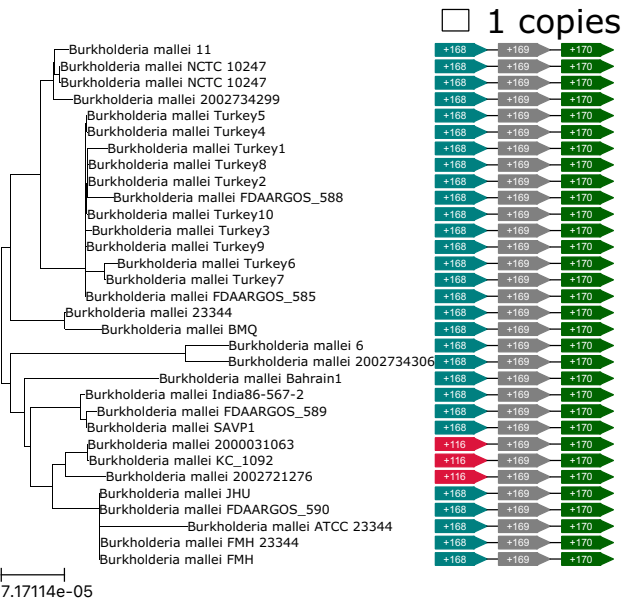 1 copies
Burkholderia mallei 11 +168 +169 +170
Burkholderia mallei NCTC 10247 +168 +169 +170
Burkholderia mallei NCTC 10247 +168 +169 +170
Burkholderia mallei 2002734299 +168 +169 +170
Burkholderia mallei Turkey5 +168 +169 +170
Burkholderia mallei Turkey4 +168 +169 +170
Burkholderia mallei Turkey1 +168 +169 +170
Burkholderia mallei Turkey8 +168 +169 +170
Burkholderia mallei Turkey2 +168 +169 +170
Burkholderia mallei FDAARGOS_588 +168 +169 +170
Burkholderia mallei Turkey10 +168 +169 +170
Burkholderia mallei Turkey3 +168 +169 +170
Burkholderia mallei Turkey9 +168 +169 +170
Burkholderia mallei Turkey6 +168 +169 +170
Burkholderia mallei Turkey7 +168 +169 +170
Burkholderia mallei FDAARGOS_585 +168 +169 +170
Burkholderia mallei 23344 +168 +169 +170
Burkholderia mallei BMQ +168 +169 +170
Burkholderia mallei 6 +168 +169 +170
Burkholderia mallei 2002734306 +168 +169 +170
Burkholderia mallei Bahrain1 +168 +169 +170
Burkholderia mallei India86-567-2 +168 +169 +170
Burkholderia mallei FDAARGOS_589 +168 +169 +170
Burkholderia mallei SAVP1 +168 +169 +170
Burkholderia mallei 2000031063 +116 +169 +170
Burkholderia mallei KC_1092 +116 +169 +170
Burkholderia mallei 2002721276 +116 +169 +170
Burkholderia mallei JHU +168 +169 +170
Burkholderia mallei FDAARGOS_590 +168 +169 +170
Burkholderia mallei ATCC 23344 +168 +169 +170
Burkholderia mallei FMH 23344 +168 +169 +170
Burkholderia mallei FMH +168 +169 +170
7.17114e-05